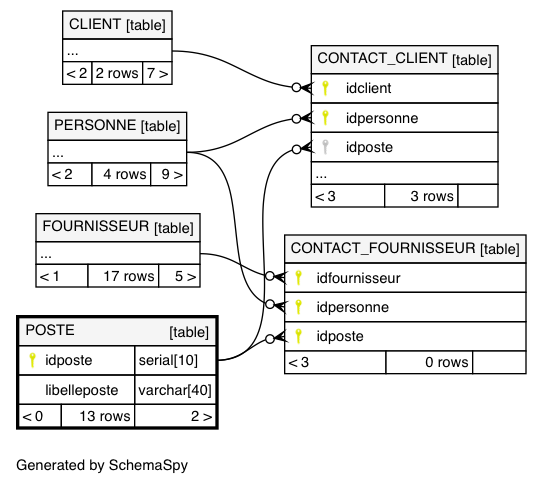 CLIENT [table]
...
< 2 2 rows 7 >
PERSONNE [table]
...
< 2 4 rows 9 >
FOURNISSEUR [table]
...
< 1 17 rows 5 >
POSTE [table]
idposte serial[10]
libelleposte varchar[40]
< 0 13 rows 2 >
CONTACT_CLIENT [table]
idclient
idpersonne
idposte
...
< 3 3 rows
CONTACT_FOURNISSEUR [table]
idfournisseur
idpersonne
idposte
< 3 0 rows
Generated by SchemaSpy